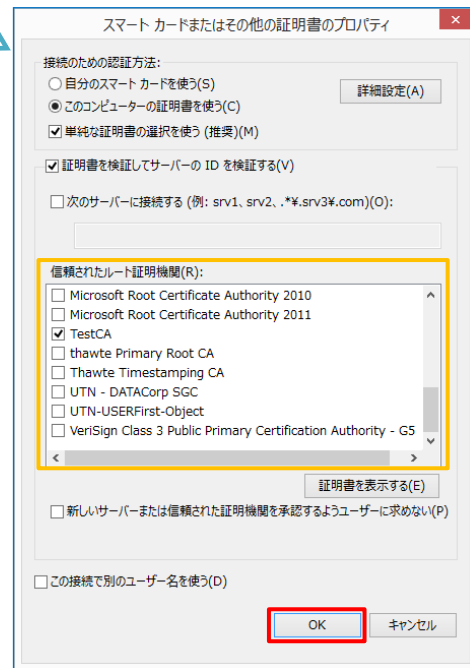 スマート カードまたはその他の証明書のプロパティ
接続のための認証方法:
自分のスマート カードを使う(S)
詳細設定(A)
このコンピューターの証明書を使う(C)
単純な証明書の選択を使う (推奨)(M)
証明書を検証してサーバーの ID を検証する(V)
次のサーバーに接続する (例: srv1、srv2、.*¥.srv3¥.com)(O):
信頼されたルート証明機関(R):
Microsoft Root Certificate Authority 2010
Microsoft Root Certificate Authority 2011
TestCA
thawte Primary Root CA
Thawte Timestamping CA
UTN - DATACorp SGC
UTN-USERFirst-Object
VeriSign Class 3 Public Primary Certification Authority - G5
証明書を表示する(E)
新しいサーバーまたは信頼された証明機関を承認するようユーザーに求めない(P)
この接続で別のユーザー名を使う(D)
OK
キャンセル